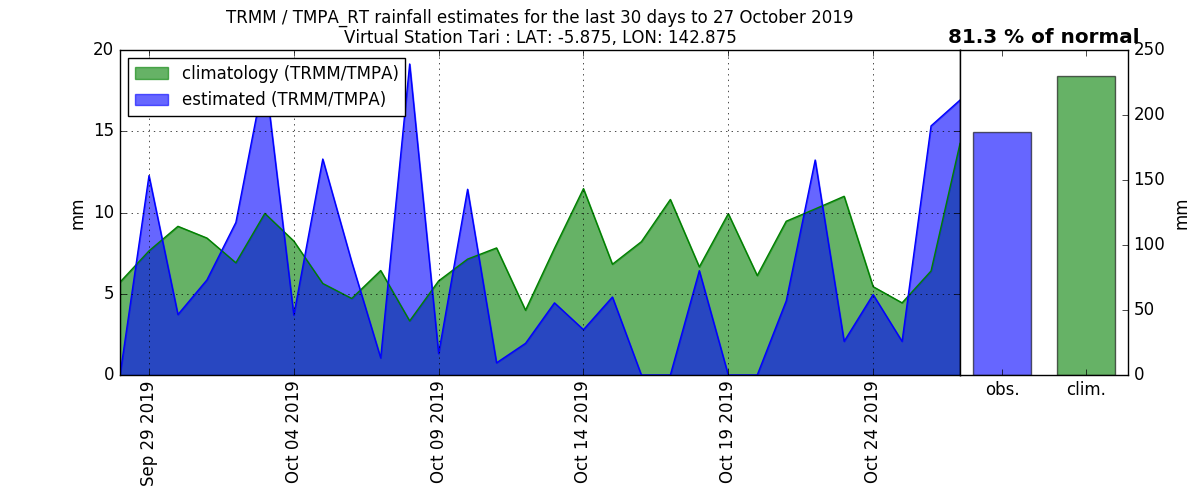 TRMM / TMPA_RT rainfall estimates for the last 30 days to 27 October 2019
Virtual Station Tari : LAT: -5.875, LON: 142.875
81.3 % of normal
climatology (TRMM/TMPA)
estimated (TRMM/TMPA)
mm
20
15
10
5
0
Sep 29 2019
Oct 04 2019
Oct 09 2019
Oct 14 2019
Oct 19 2019
Oct 24 2019
obs.
clim.
250
200
150
100
50
0
mm